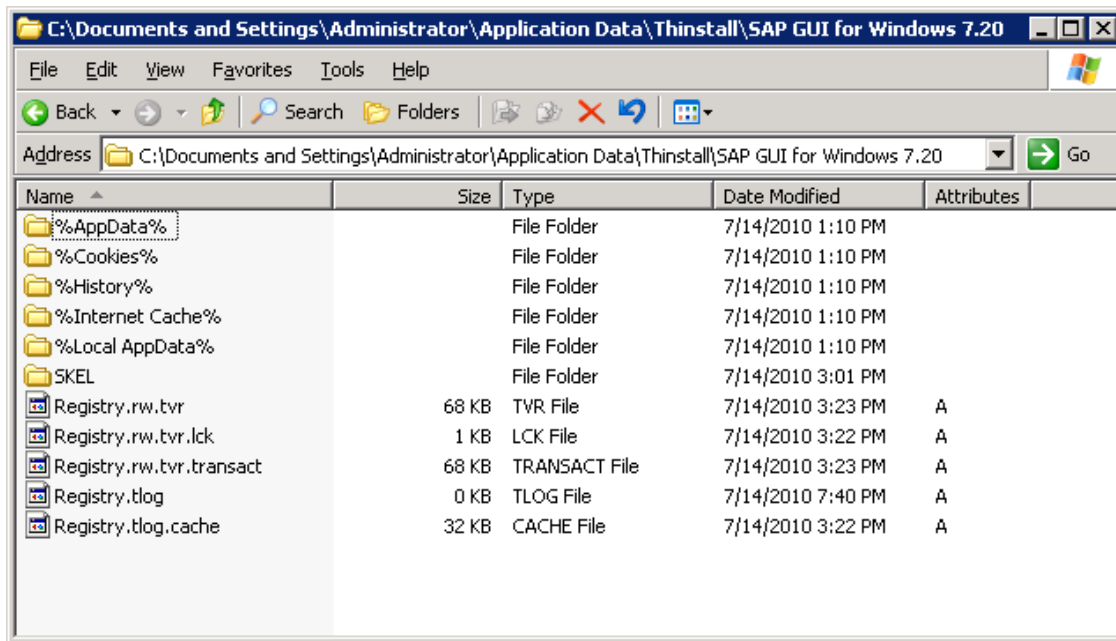 C:\Documents and Settings\Administrator\Application Data\Thinstall\SAP GUI for Windows 7.20
File Edit View Favorites Tools Help
Back Search Folders
Address C:\Documents and Settings\Administrator\Application Data\Thinstall\SAP GUI for Windows 7.20 Go
Name Size Type Date Modified Attributes
%AppData% File Folder 7/14/2010 1:10 PM
%Cookies% File Folder 7/14/2010 1:10 PM
%History% File Folder 7/14/2010 1:10 PM
%Internet Cache% File Folder 7/14/2010 1:10 PM
%Local AppData% File Folder 7/14/2010 1:10 PM
SKEL File Folder 7/14/2010 3:01 PM
Registry.rw.tvr 68 KB TVR File 7/14/2010 3:23 PM A
Registry.rw.tvr.lck 1 KB LCK File 7/14/2010 3:22 PM A
Registry.rw.tvr.transact 68 KB TRANSACT File 7/14/2010 3:23 PM A
Registry.tlog 0 KB TLOG File 7/14/2010 7:40 PM A
Registry.tlog.cache 32 KB CACHE File 7/14/2010 3:22 PM A